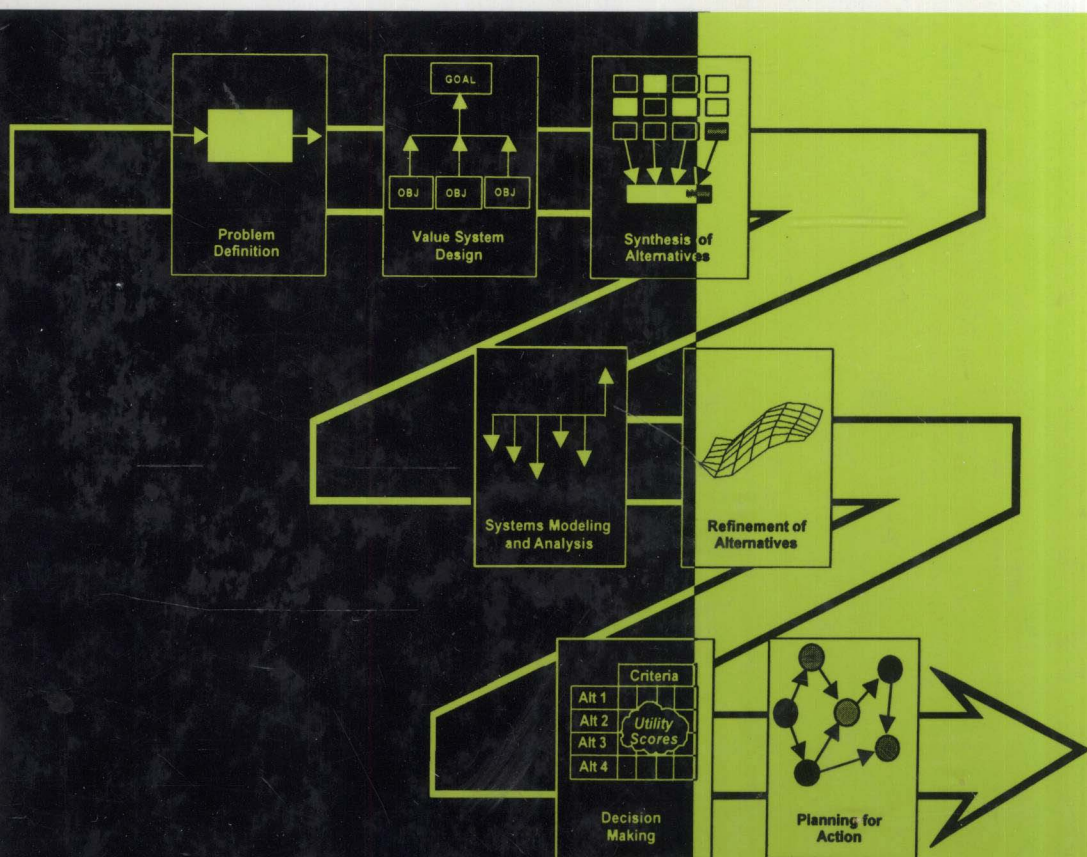 Problem
Definition
GOAL
OBJ
OBJ
OBJ
Value System
Design
Synthesis of
Alternatives
Systems Modeling
and Analysis
Refinement of
Alternatives
Criteria
Alt 1
Alt 2
Alt 3
Alt 4
Utility
Scores
Decision
Making
Planning for
Action